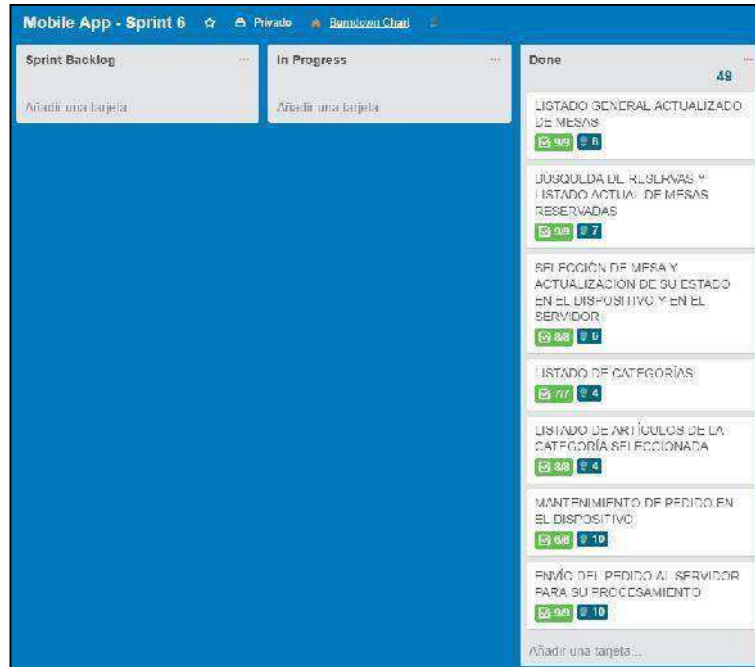 Mobile App - Sprint 6 Privado Burndown Chart
Sprint Backlog
Añadir una tarjeta
In Progress
Añadir una tarjeta
Done
49
LISTADO GENERAL ACTUALIZADO
DE MESAS
9/9 8
BÚSQUEDA DE RESERVAS Y
LISTADO ACTUAL DE MESAS
RESERVADAS
9/9 7
SELECCIÓN DE MESA Y
ACTUALIZACIÓN DE SU ESTADO
EN EL DISPOSITIVO Y EN EL
SERVIDOR
8/8 6
LISTADO DE CATEGORÍAS
7/7 4
LISTADO DE ARTÍCULOS DE LA
CATEGORÍA SELECCIONADA
8/8 4
MANTENIMIENTO DE PEDIDO EN
EL DISPOSITIVO
6/6 10
ENVÍO DEL PEDIDO AL SERVIDOR
PARA SU PROCESAMIENTO
9/9 10
Añadir una tarjeta...